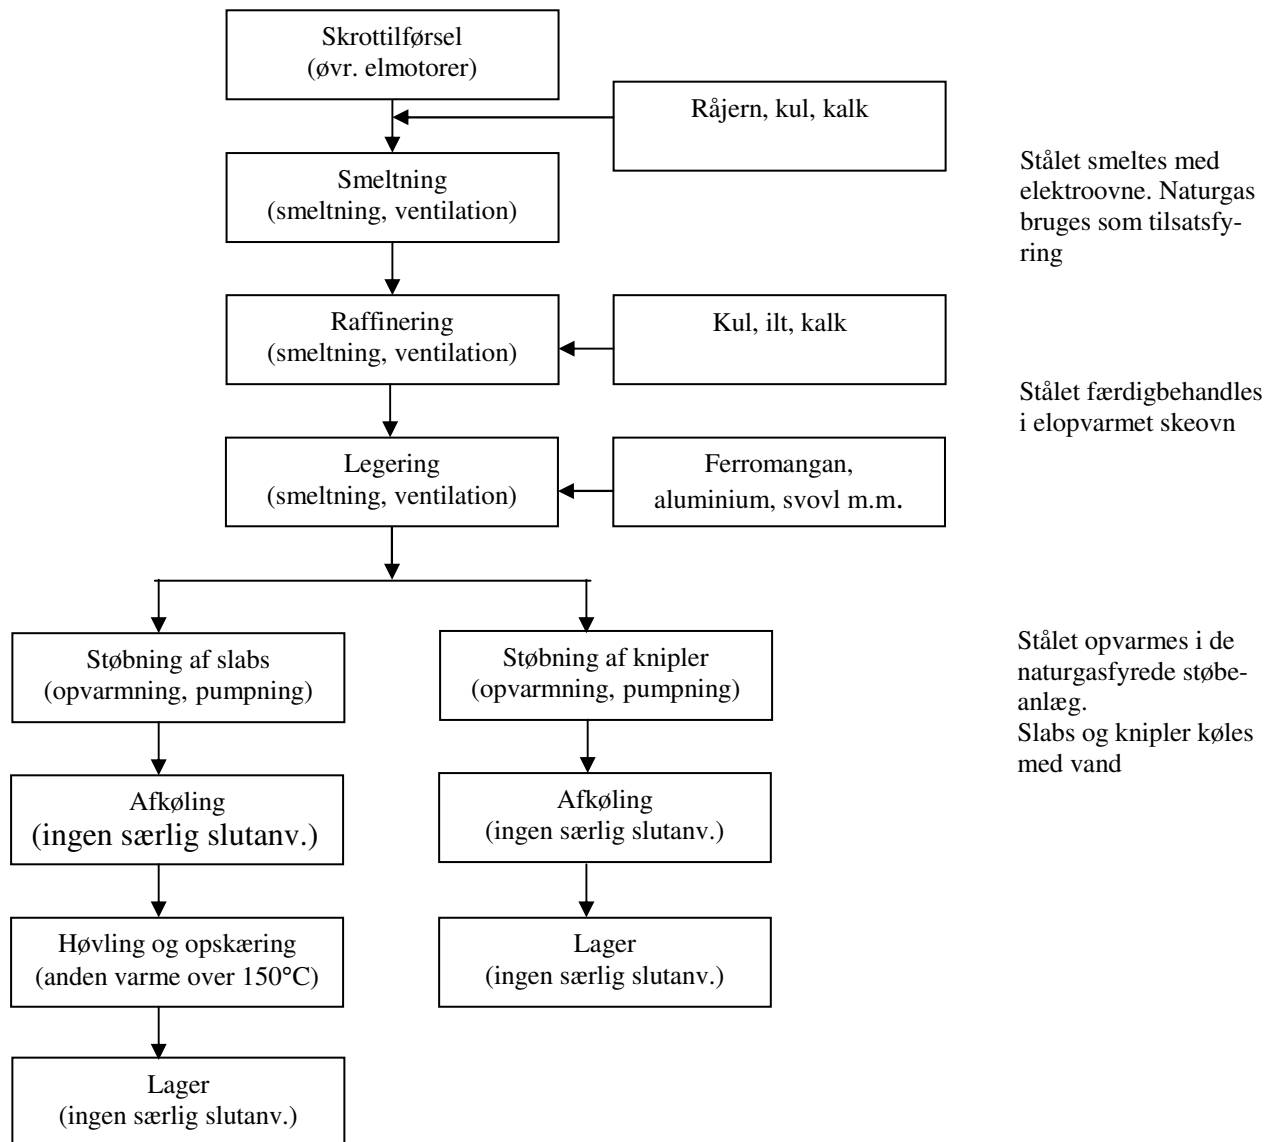 Skrottilførsel
(øvr. elmotorer)
Råjern, kul, kalk
Smeltning
(smeltning, ventilation)
Stålet smeltes med
elektroovne. Naturgas
bruges som tilsatsfy-
ring
Raffinering
(smeltning, ventilation)
Kul, ilt, kalk
Stålet færdigbehandles
i elopvarmet skeovn
Legering
(smeltning, ventilation)
Ferromangan,
aluminium, svovl m.m.
Støbning af slabs
(opvarmning, pumpning)
Støbning af knipler
(opvarmning, pumpning)
Stålet opvarmes i de
naturgasfyrede støbe-
anlæg.
Slabs og knipler køles
med vand
Afkøling
(ingen særlig slutanv.)
Afkøling
(ingen særlig slutanv.)
Høvling og opskæring
(anden varme over 150°C)
Lager
(ingen særlig slutanv.)
Lager
(ingen særlig slutanv.)